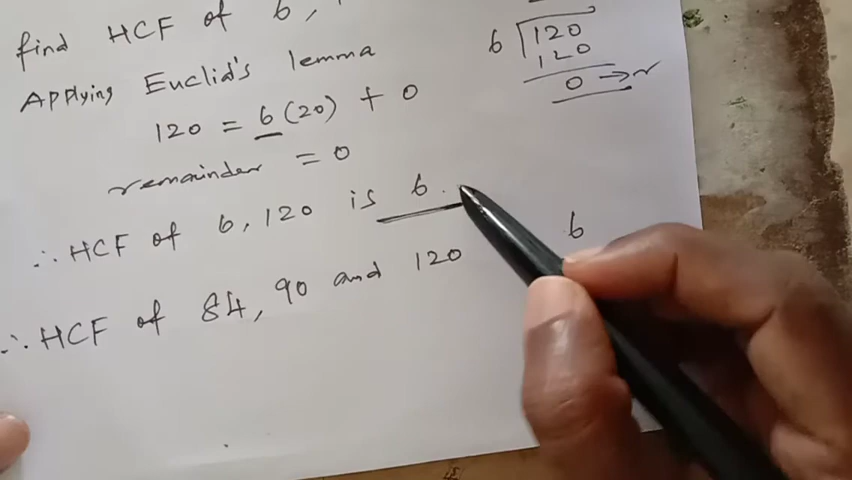 find HCF of 6,
Applying Euclid's lemma
120 = 6 (20) + 0
remainder = 0
∴ HCF of 6, 120 is 6.
∴ HCF of 84, 90 and 120 6
6 120
120
0 → r